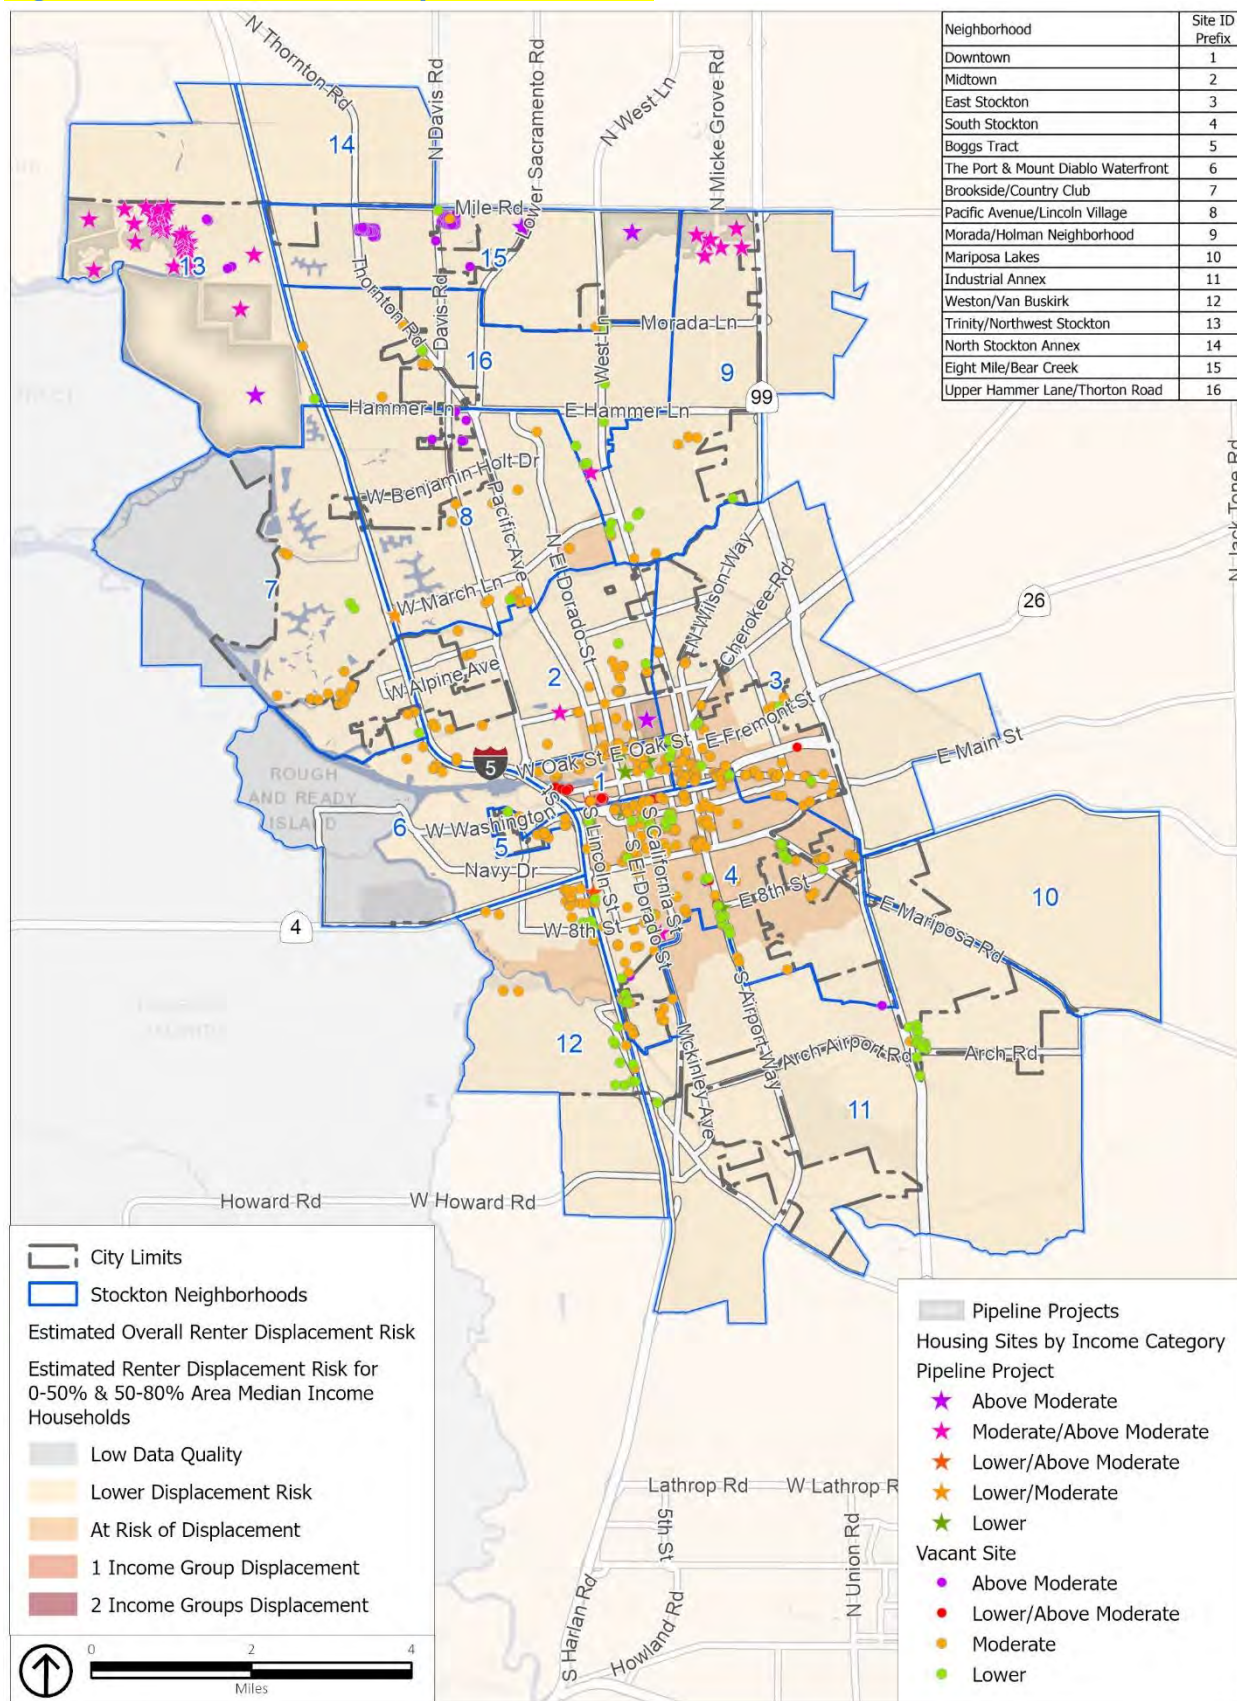 Neighborhood Site ID Prefix
Downtown 1
Midtown 2
East Stockton 3
South Stockton 4
Boggs Tract 5
The Port & Mount Diablo Waterfront 6
Brookside/Country Club 7
Pacific Avenue/Lincoln Village 8
Morada/Holman Neighborhood 9
Mariposa Lakes 10
Industrial Annex 11
Weston/Van Buskirk 12
Trinity/Northwest Stockton 13
North Stockton Annex 14
Eight Mile/Bear Creek 15
Upper Hammer Lane/Thorton Road 16
N Thornton Rd
N Davis Rd
Lower Sacramento Rd
N West Ln
N Micke Grove Rd
14
Mile Rd
13
15
Thornton Rd
Davis Rd
Morada Ln
West Ln
16
9
99
Hammer Ln
E Hammer Ln
W Benjamin Holt Dr
8
Pacific Ave
N El Dorado St
N Wilson Way
Cherokee Rd
N Jack Tone Rd
7
W March Ln
26
2
3
W Alpine Ave
E Fremont St
W Oak St
E Oak St
E Main St
5
ROUGH
AND READY
ISLAND
1
6
W Washington St
5
S Lincoln St
S El Dorado St
S California St
Navy Dr
4
E 8th St
10
4
W 8th St
E Mariposa Rd
12
S Airport Way
Mckinley Ave
Arch Airport Rd
Arch Rd
11
Howard Rd
W Howard Rd
City Limits
Stockton Neighborhoods
Estimated Overall Renter Displacement Risk
Estimated Renter Displacement Risk for
0-50% & 50-80% Area Median Income
Households
Low Data Quality
Lower Displacement Risk
At Risk of Displacement
1 Income Group Displacement
2 Income Groups Displacement
0 2 4
Miles
Lathrop Rd
W Lathrop R
5th St
N Union Rd
S Harlan Rd
Howland Rd
Pipeline Projects
Housing Sites by Income Category
Pipeline Project
Above Moderate
Moderate/Above Moderate
Lower/Above Moderate
Lower/Moderate
Lower
Vacant Site
Above Moderate
Lower/Above Moderate
Moderate
Lower